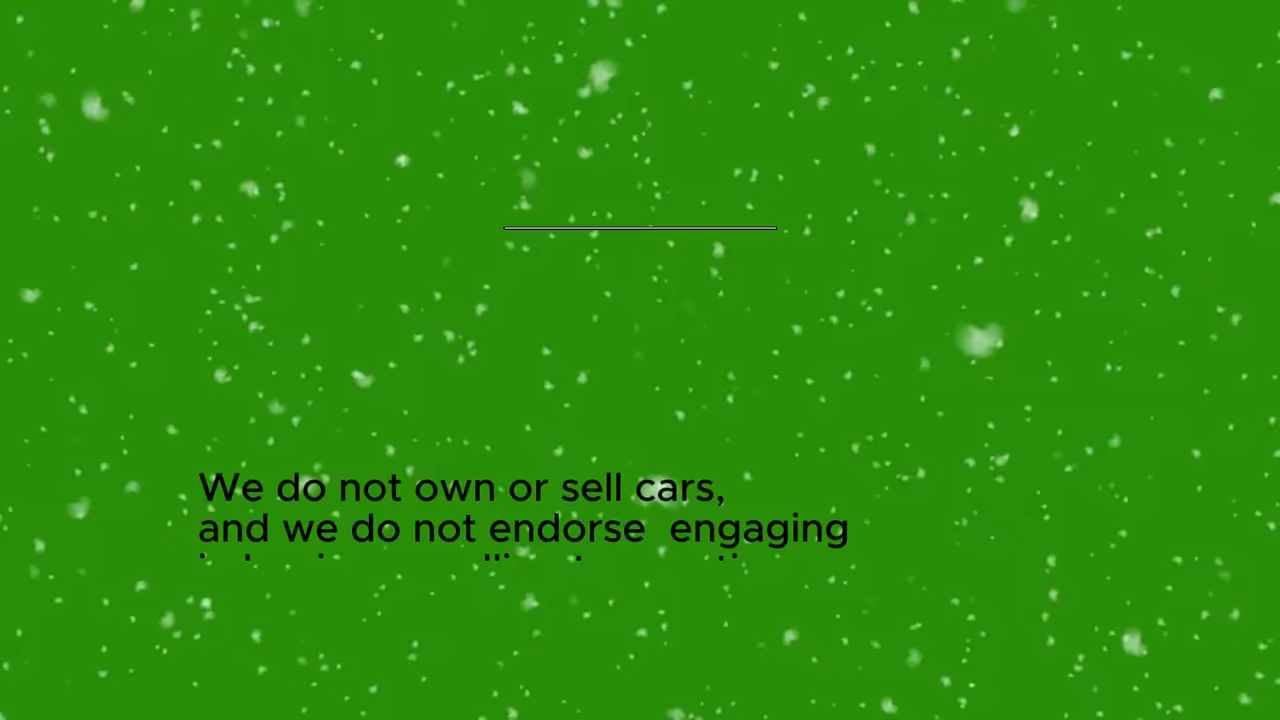 We do not own or sell cars,
and we do not endorse  engaging